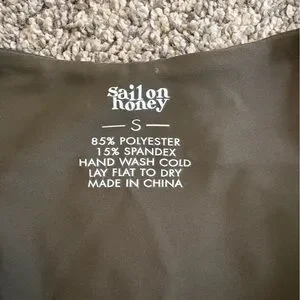 sail on
honey
— S —
85% POLYESTER
15% SPANDEX
HAND WASH COLD
LAY FLAT TO DRY
MADE IN CHINA